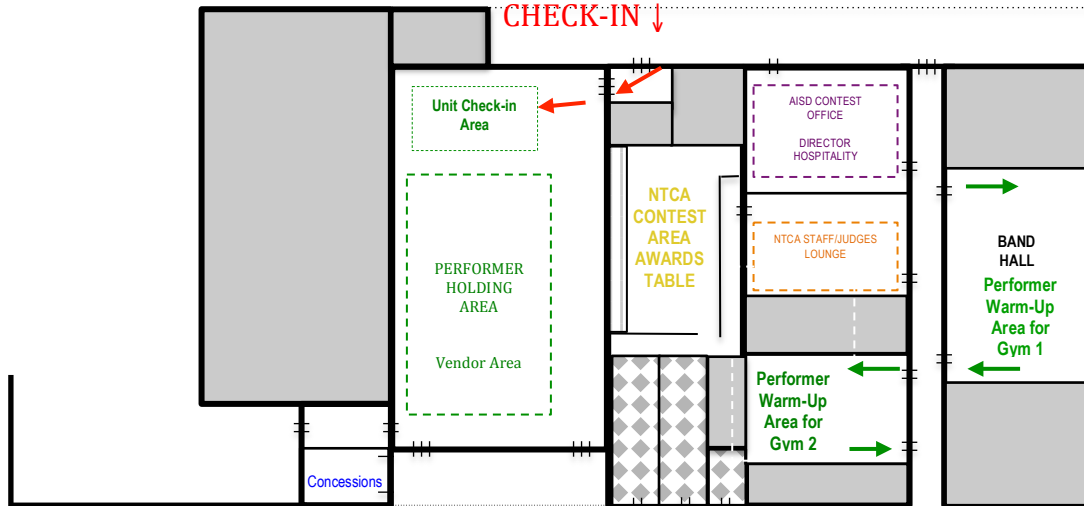 CHECK-IN ↓
Unit Check-in
Area
PERFORMER
HOLDING
AREA
Vendor Area
Concessions
NTCA
CONTEST
AREA
AWARDS
TABLE
AISD CONTEST
OFFICE
DIRECTOR
HOSPITALITY
NTCA STAFF/JUDGES
LOUNGE
Performer
Warm-Up
Area for
Gym 2
BAND
HALL
Performer
Warm-Up
Area for
Gym 1